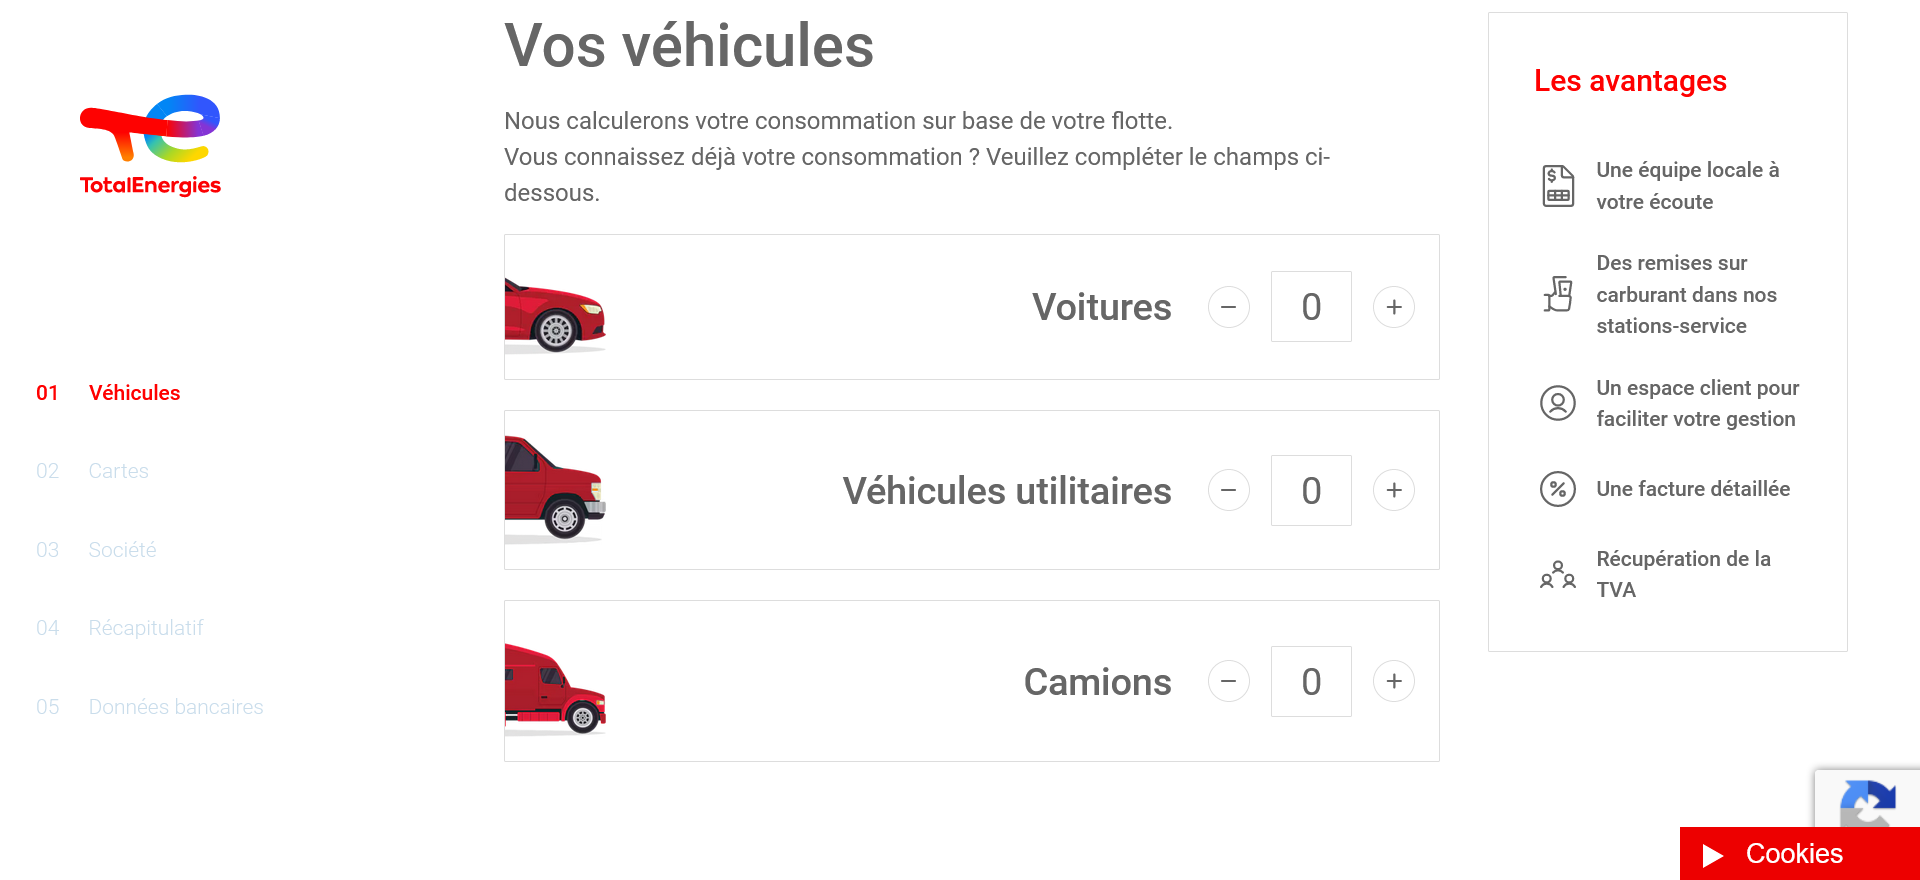 TotalEnergies
01 Véhicules
02 Cartes
03 Société
04 Récapitulatif
05 Données bancaires
Vos véhicules
Nous calculerons votre consommation sur base de votre flotte.
Vous connaissez déjà votre consommation ? Veuillez compléter le champs ci-
dessous.
Voitures − 0 +
Véhicules utilitaires − 0 +
Camions − 0 +
Les avantages
Une équipe locale à
votre écoute
Des remises sur
carburant dans nos
stations-service
Un espace client pour
faciliter votre gestion
Une facture détaillée
Récupération de la
TVA
Cookies